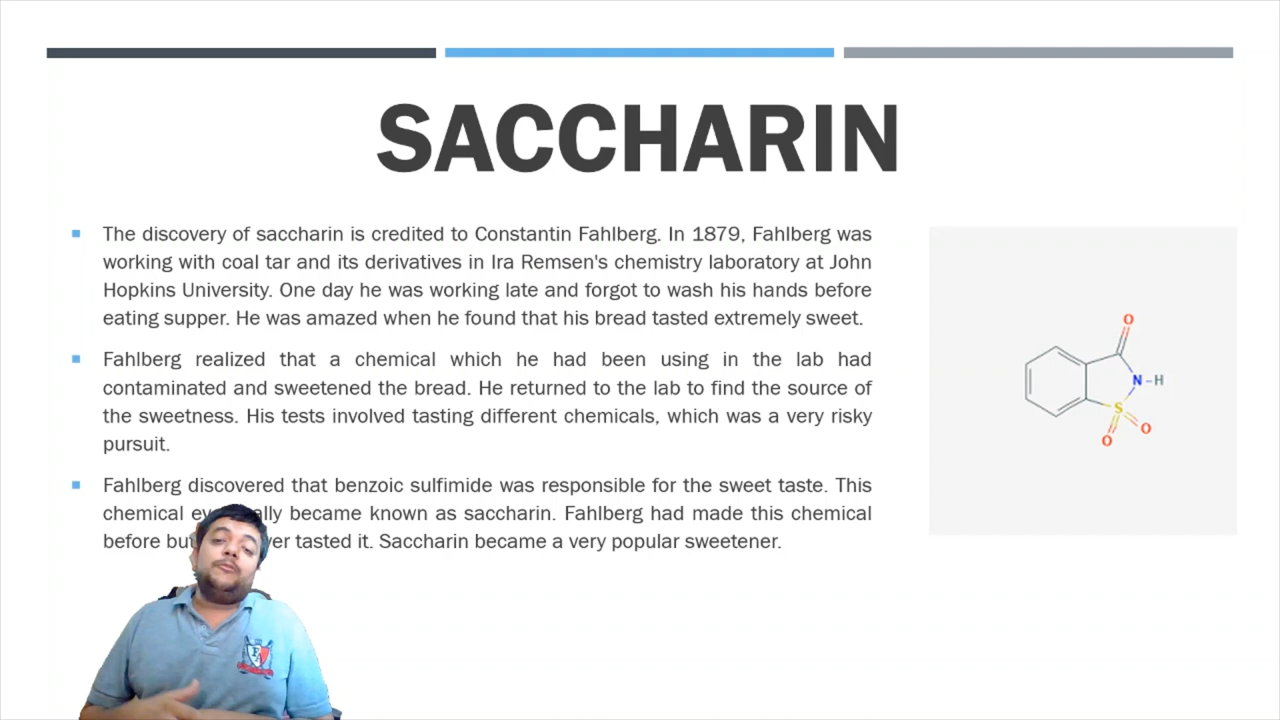 SACCHARIN
The discovery of saccharin is credited to Constantin Fahlberg. In 1879, Fahlberg was
working with coal tar and its derivatives in Ira Remsen's chemistry laboratory at John
Hopkins University. One day he was working late and forgot to wash his hands before
eating supper. He was amazed when he found that his bread tasted extremely sweet.
Fahlberg realized that a chemical which he had been using in the lab had
contaminated and sweetened the bread. He returned to the lab to find the source of
the sweetness. His tests involved tasting different chemicals, which was a very risky
pursuit.
Fahlberg discovered that benzoic sulfimide was responsible for the sweet taste. This
chemical became known as saccharin. Fahlberg had made this chemical
before tasted it. Saccharin became a very popular sweetener.
O
N-H
S
O
O